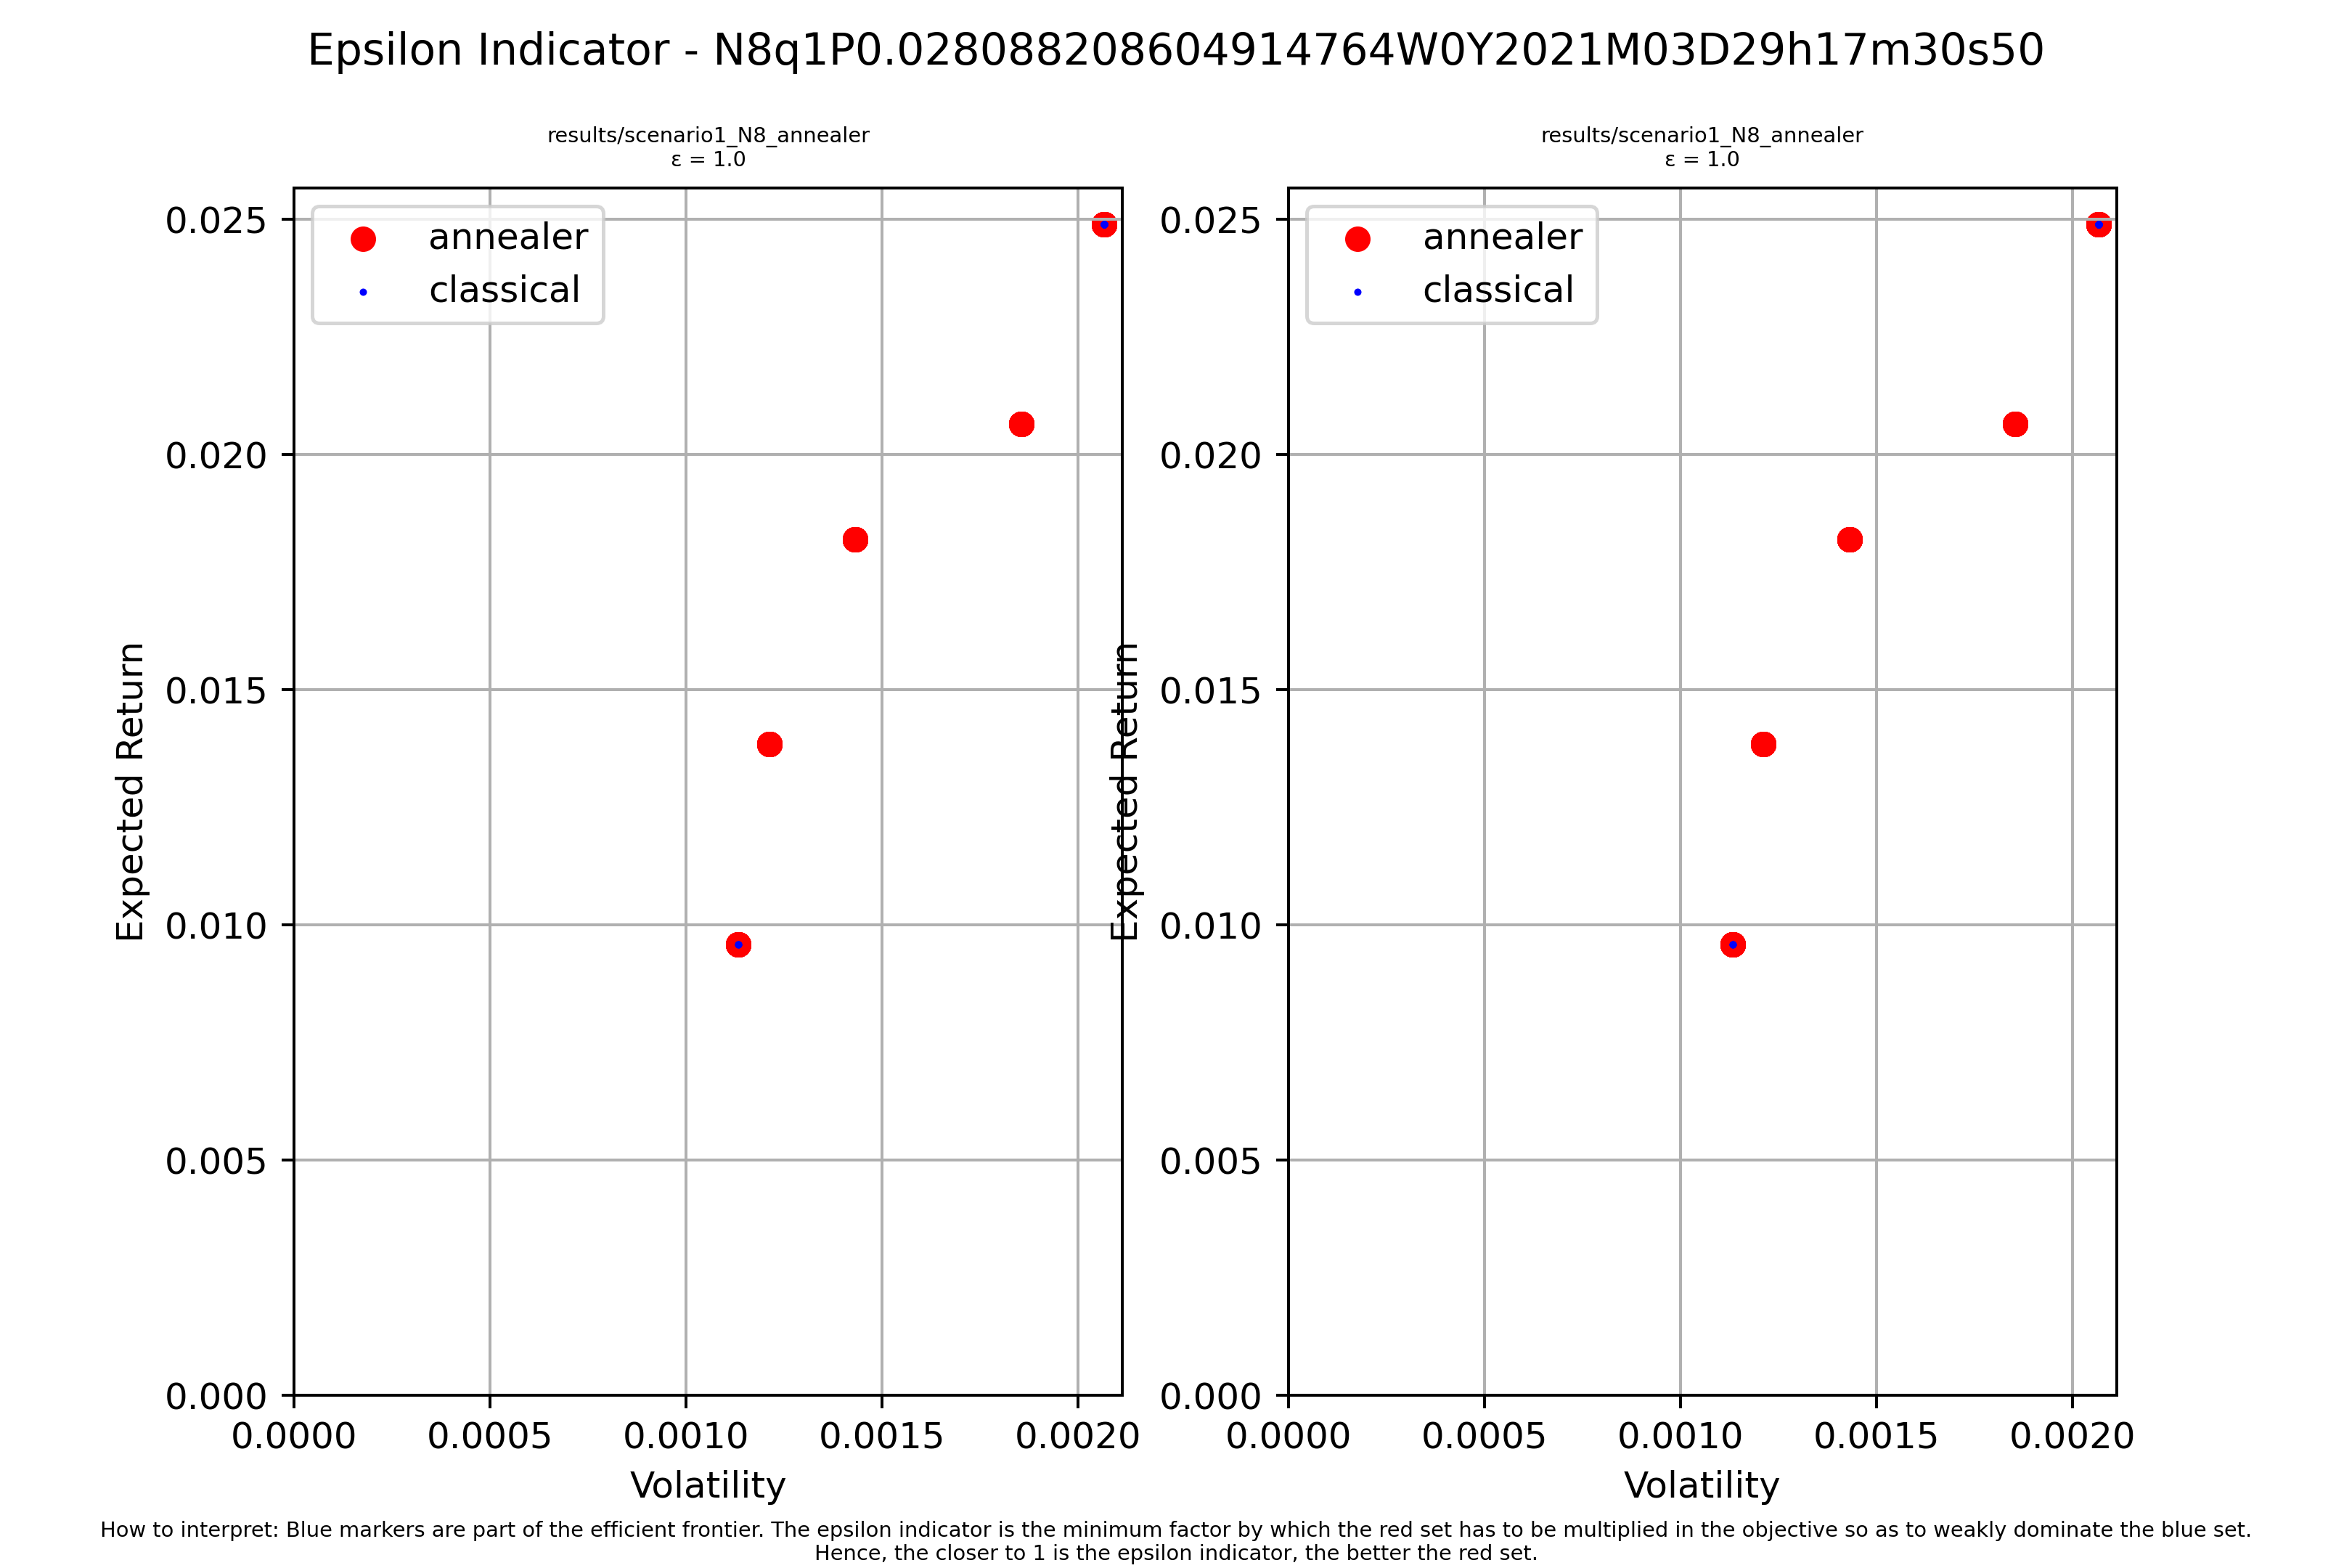 Epsilon Indicator - N8q1P0.028088208604914764W0Y2021M03D29h17m30s50
results/scenario1_N8_annealer
ε = 1.0
annealer
classical
0.025
0.020
0.015
0.010
0.005
0.000
Expected Return
0.0000 0.0005 0.0010 0.0015 0.0020
Volatility
results/scenario1_N8_annealer
ε = 1.0
annealer
classical
0.025
0.020
0.015
0.010
0.005
0.000
Expected Return
0.0000 0.0005 0.0010 0.0015 0.0020
Volatility
How to interpret: Blue markers are part of the efficient frontier. The epsilon indicator is the minimum factor by which the red set has to be multiplied in the objective so as to weakly dominate the blue set.
Hence, the closer to 1 is the epsilon indicator, the better the red set.